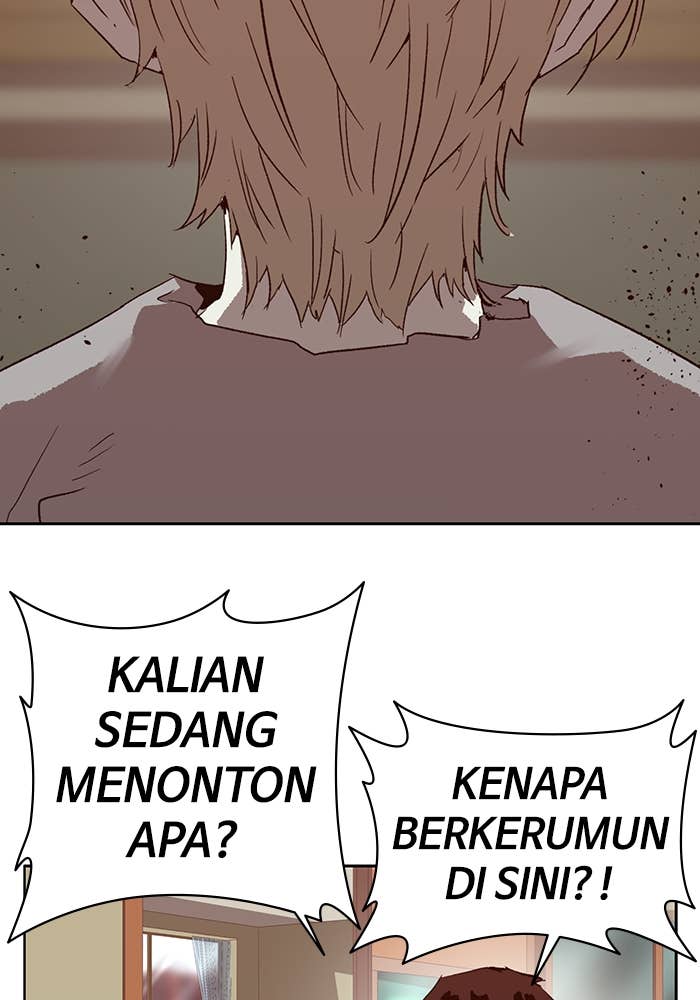 KALIAN
SEDANG
MENONTON
APA?
KENAPA
BERKERUMUN
DI SINI?!